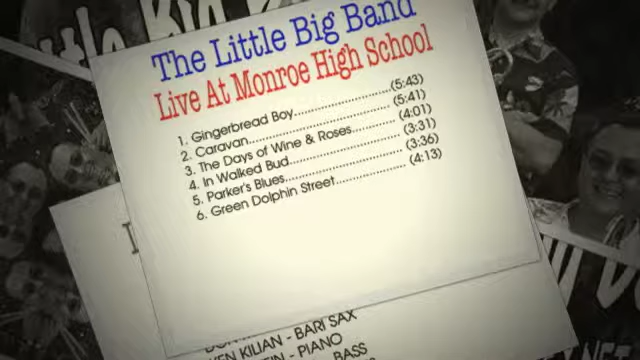 The Little Big Band
Live At Monroe High School
1. Gingerbread Boy..............................(5:43)
2. Caravan..........................................(5:41)
3. The Days of Wine & Roses............(4:01)
4. In Walked Bud.............................. (3:31)
5. Parker's Blues............................... (3:36)
6. Green Dolphin Street................... (4:13)
KILIAN - BARI SAX
- PIANO
- BASS